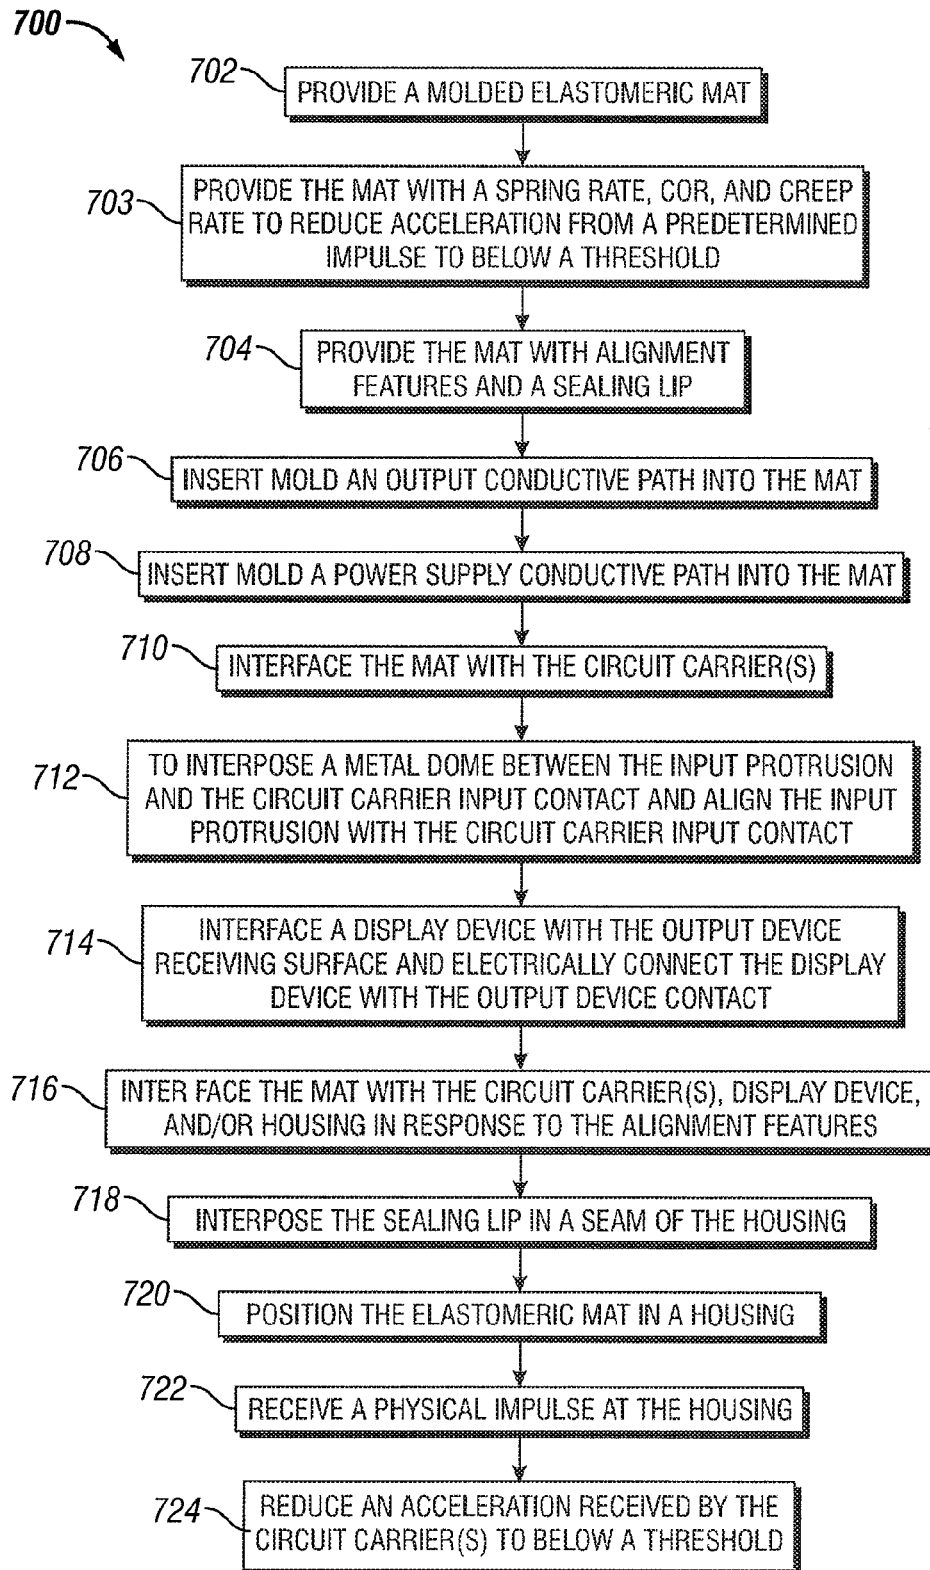 700
702
PROVIDE A MOLDED ELASTOMERIC MAT
703
PROVIDE THE MAT WITH A SPRING RATE, COR, AND CREEP
RATE TO REDUCE ACCELERATION FROM A PREDETERMINED
IMPULSE TO BELOW A THRESHOLD
704
PROVIDE THE MAT WITH ALIGNMENT
FEATURES AND A SEALING LIP
706
INSERT MOLD AN OUTPUT CONDUCTIVE PATH INTO THE MAT
708
INSERT MOLD A POWER SUPPLY CONDUCTIVE PATH INTO THE MAT
710
INTERFACE THE MAT WITH THE CIRCUIT CARRIER(S)
712
TO INTERPOSE A METAL DOME BETWEEN THE INPUT PROTRUSION
AND THE CIRCUIT CARRIER INPUT CONTACT AND ALIGN THE INPUT
PROTRUSION WITH THE CIRCUIT CARRIER INPUT CONTACT
714
INTERFACE A DISPLAY DEVICE WITH THE OUTPUT DEVICE
RECEIVING SURFACE AND ELECTRICALLY CONNECT THE DISPLAY
DEVICE WITH THE OUTPUT DEVICE CONTACT
716
INTER FACE THE MAT WITH THE CIRCUIT CARRIER(S), DISPLAY DEVICE,
AND/OR HOUSING IN RESPONSE TO THE ALIGNMENT FEATURES
718
INTERPOSE THE SEALING LIP IN A SEAM OF THE HOUSING
720
POSITION THE ELASTOMERIC MAT IN A HOUSING
722
RECEIVE A PHYSICAL IMPULSE AT THE HOUSING
724
REDUCE AN ACCELERATION RECEIVED BY THE
CIRCUIT CARRIER(S) TO BELOW A THRESHOLD